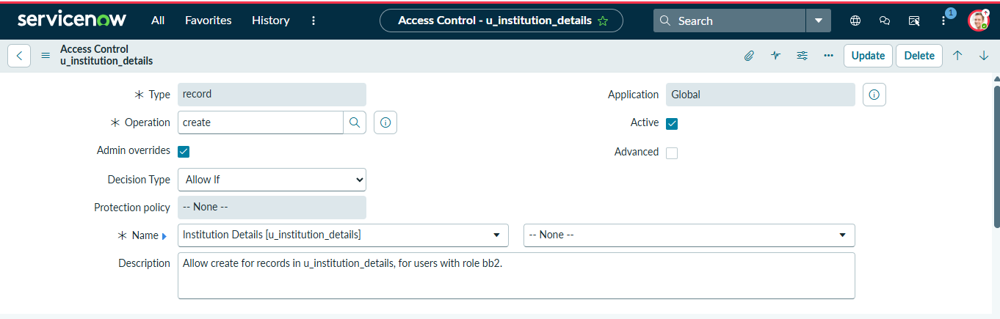 servicenow All Favorites History Access Control - u_institution_details Search 1
Access Control
u_institution_details
Update Delete
Type record Application Global
Operation create Active
Admin overrides Advanced
Decision Type Allow If
Protection policy -- None --
Name Institution Details [u_institution_details] -- None --
Description Allow create for records in u_institution_details, for users with role bb2.